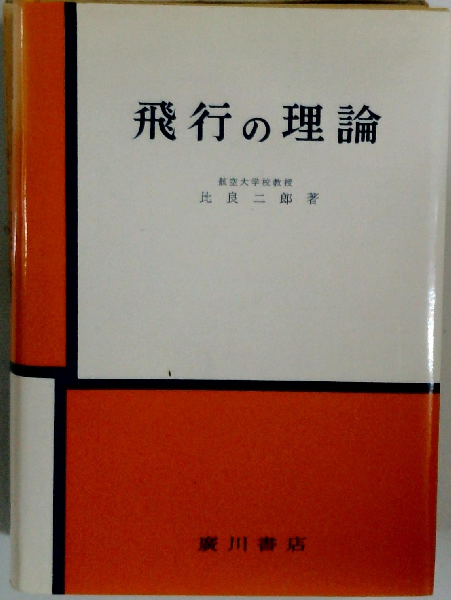 飛行の理論
航空大学校教授
比良二郎著
廣川書店